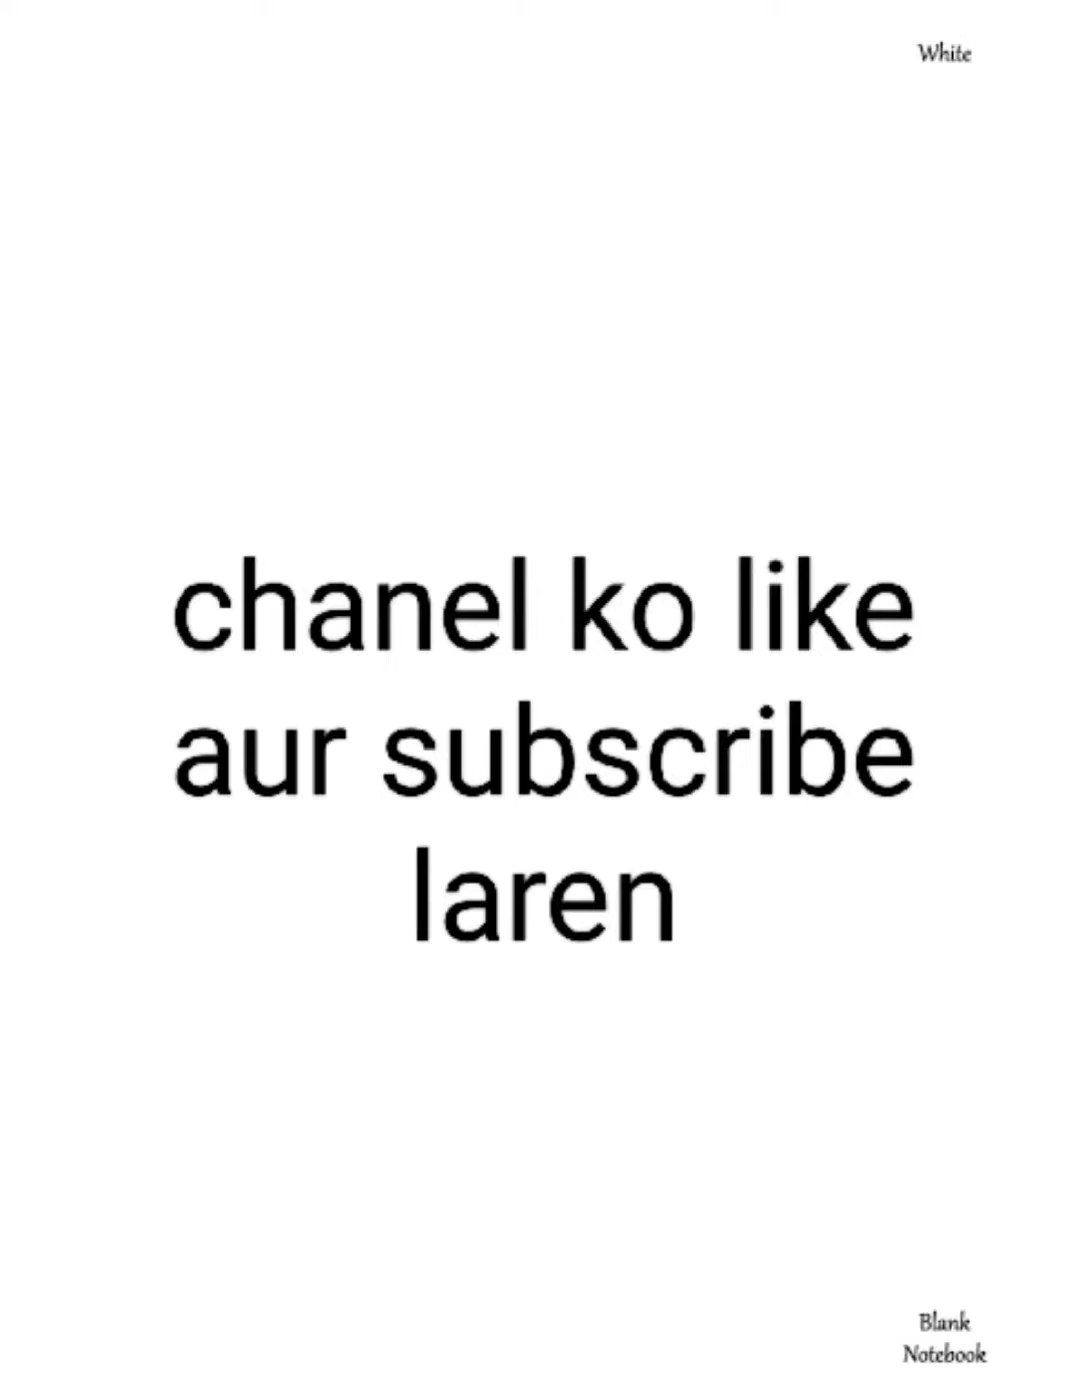 White
chanel ko like
aur subscribe
laren
Blank
Notebook